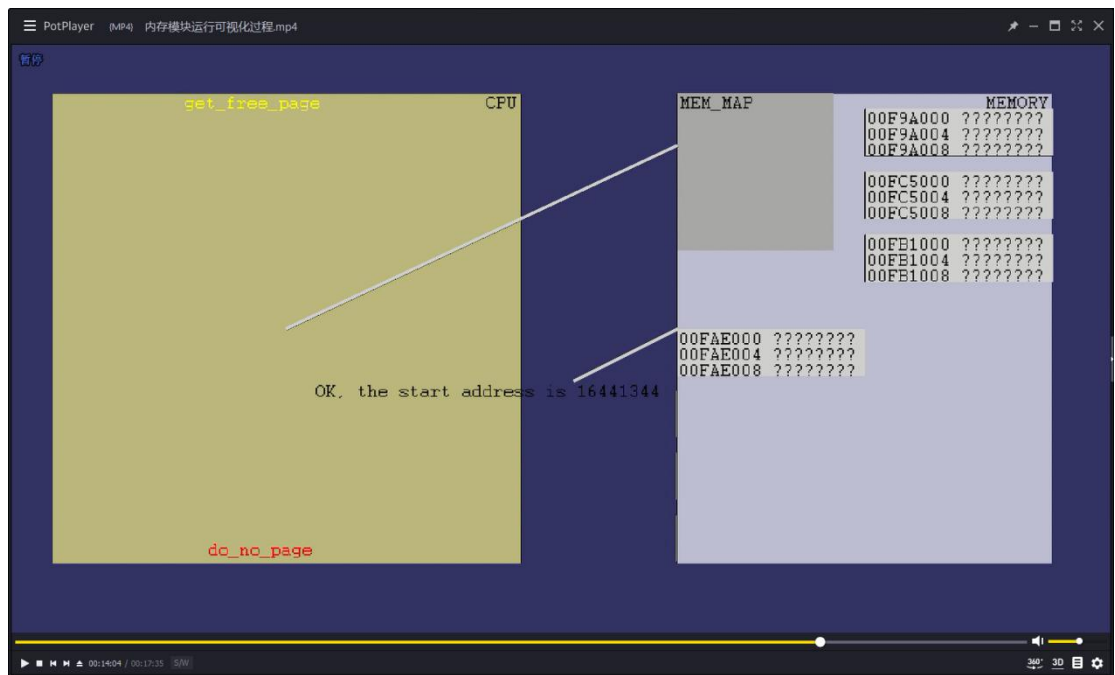 PotPlayer (MP4) 内存模块运行可视化过程.mp4
暂停
get_free_page
CPU
MEM_MAP
MEMORY
00F9A000 ????????
00F9A004 ????????
00F9A008 ????????
00FC5000 ????????
00FC5004 ????????
00FC5008 ????????
00FB1000 ????????
00FB1004 ????????
00FB1008 ????????
00FAE000 ????????
00FAE004 ????????
00FAE008 ????????
OK, the start address is 16441344
do_no_page
00:14:04 / 00:17:35 S/W
360° 3D